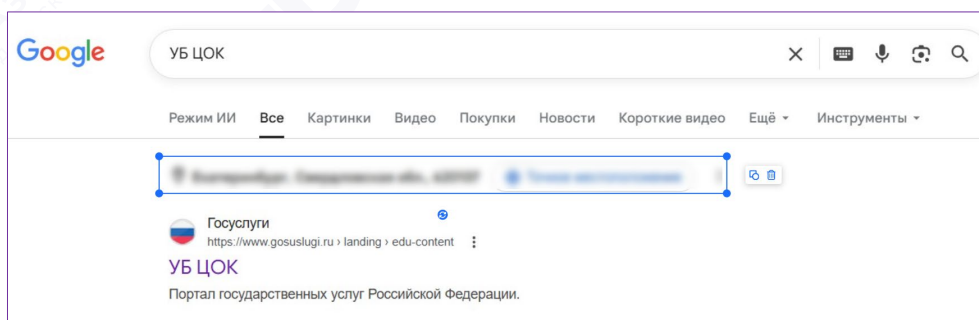 Google
УБ ЦОК
Режим ИИ Все Картинки Видео Покупки Новости Короткие видео Ещё Инструменты
Госуслуги
https://www.gosuslugi.ru › landing › edu-content
УБ ЦОК
Портал государственных услуг Российской Федерации.